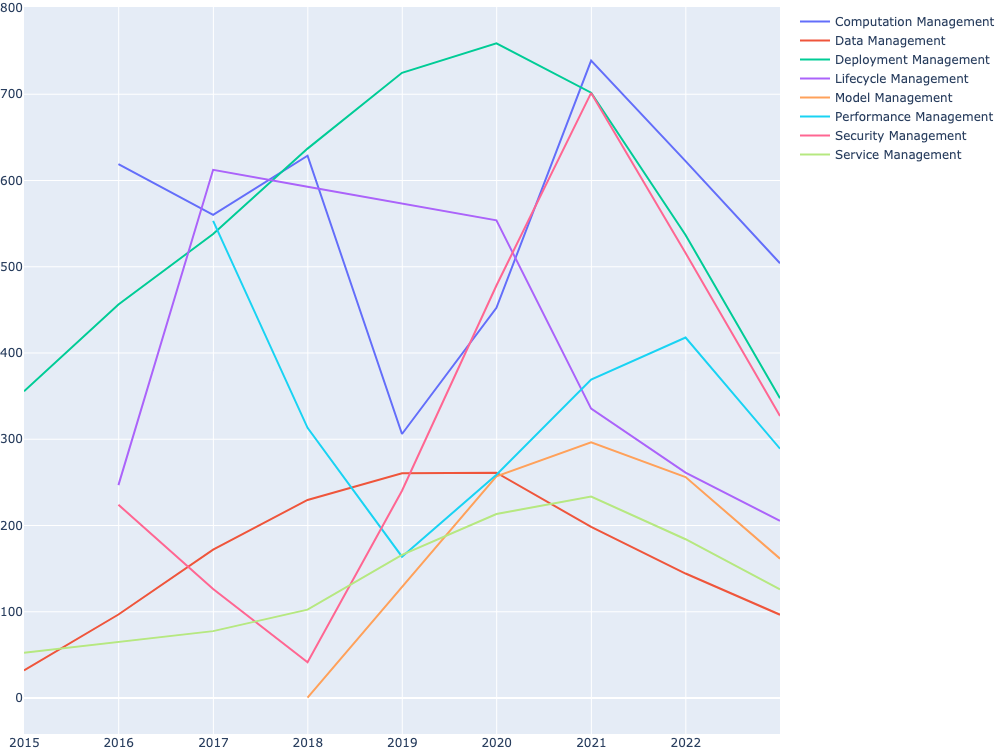 800
700
600
500
400
300
200
100
0
2015 2016 2017 2018 2019 2020 2021 2022
Computation Management
Data Management
Deployment Management
Lifecycle Management
Model Management
Performance Management
Security Management
Service Management